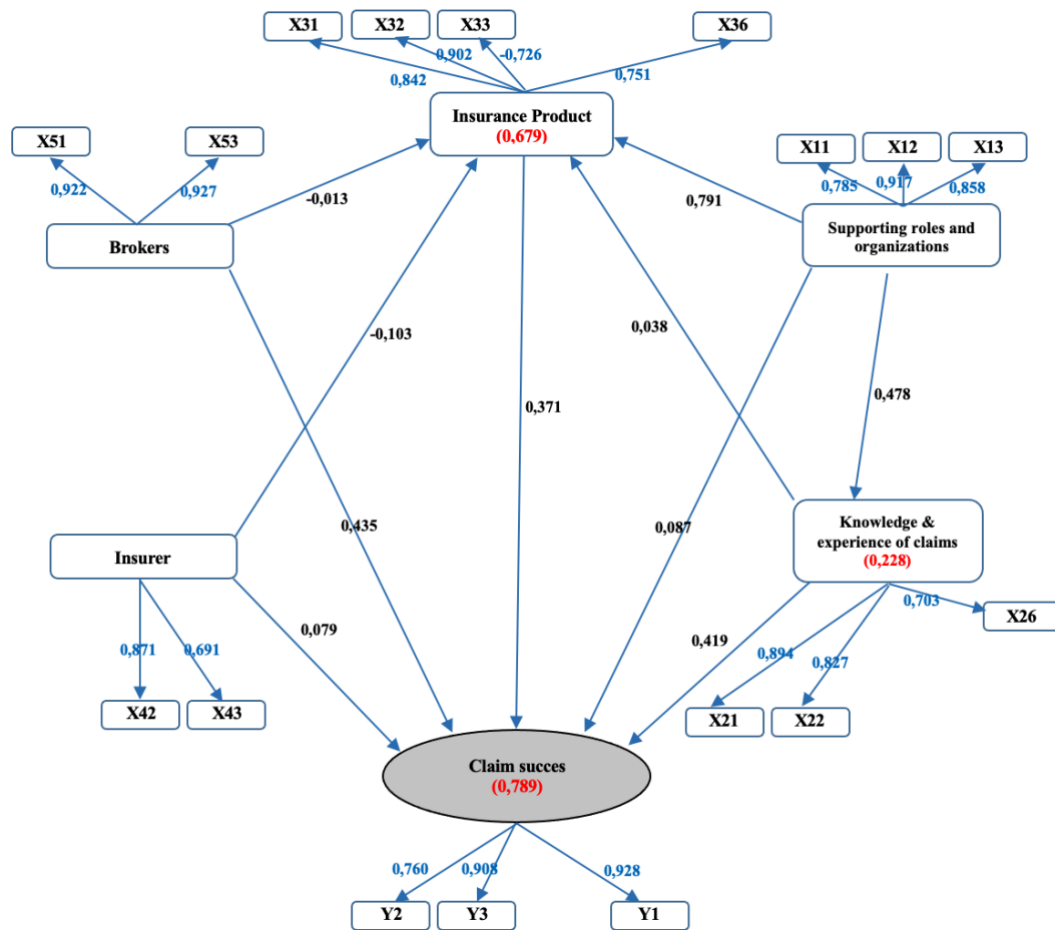 X31
X32
X33
X36
0,842
0,902
-0,726
0,751
Insurance Product
(0,679)
X51
X53
0,922
0,927
Brokers
X11
X12
X13
0,785
0,917
0,858
Supporting roles and
organizations
-0,013
0,791
-0,103
0,038
0,371
0,478
0,435
0,087
Insurer
Knowledge &
experience of claims
(0,228)
0,871
0,691
X42
X43
0,079
0,419
0,894
0,827
0,703
X26
X21
X22
Claim succes
(0,789)
0,760
0,908
0,928
Y2
Y3
Y1